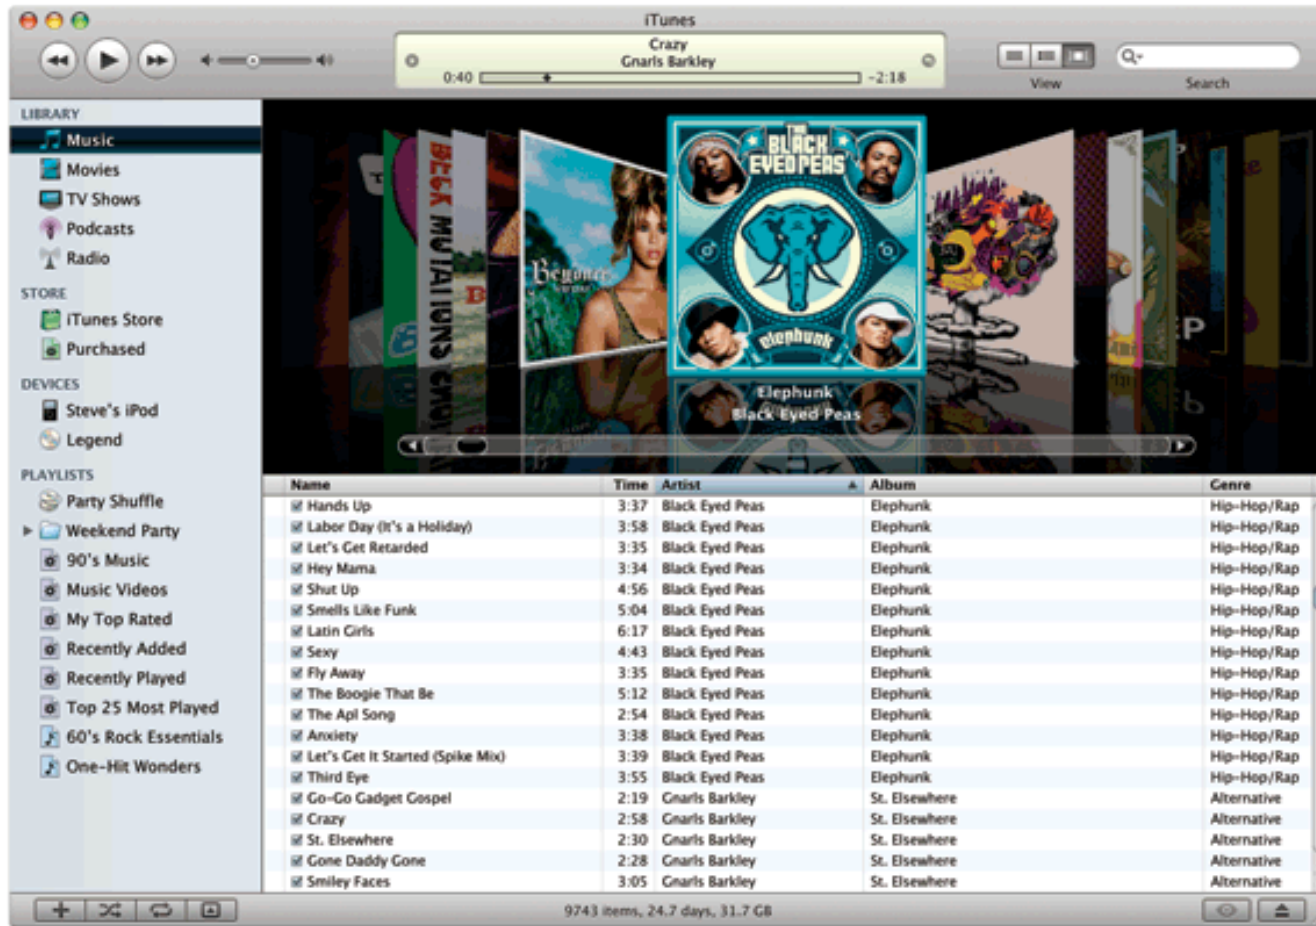 iTunes
Crazy
Gnarls Barkley
0:40 -2:18
View Search
LIBRARY
Music
Movies
TV Shows
Podcasts
Radio
STORE
iTunes Store
Purchased
DEVICES
Steve's iPod
Legend
PLAYLISTS
Party Shuffle
Weekend Party
90's Music
Music Videos
My Top Rated
Recently Added
Recently Played
Top 25 Most Played
60's Rock Essentials
One-Hit Wonders
BECK MUTATIONS
Beyonce
THE
BLACK
EYED PEAS
elephunk
Elephunk
Black Eyed Peas
Name Time Artist Album Genre
Hands Up 3:37 Black Eyed Peas Elephunk Hip-Hop/Rap
Labor Day (It's a Holiday) 3:58 Black Eyed Peas Elephunk Hip-Hop/Rap
Let's Get Retarded 3:35 Black Eyed Peas Elephunk Hip-Hop/Rap
Hey Mama 3:34 Black Eyed Peas Elephunk Hip-Hop/Rap
Shut Up 4:56 Black Eyed Peas Elephunk Hip-Hop/Rap
Smells Like Funk 5:04 Black Eyed Peas Elephunk Hip-Hop/Rap
Latin Girls 6:17 Black Eyed Peas Elephunk Hip-Hop/Rap
Sexy 4:43 Black Eyed Peas Elephunk Hip-Hop/Rap
Fly Away 3:35 Black Eyed Peas Elephunk Hip-Hop/Rap
The Boogie That Be 5:12 Black Eyed Peas Elephunk Hip-Hop/Rap
The Apl Song 2:54 Black Eyed Peas Elephunk Hip-Hop/Rap
Anxiety 3:38 Black Eyed Peas Elephunk Hip-Hop/Rap
Let's Get It Started (Spike Mix) 3:39 Black Eyed Peas Elephunk Hip-Hop/Rap
Third Eye 3:55 Black Eyed Peas Elephunk Hip-Hop/Rap
Go-Go Gadget Gospel 2:19 Gnarls Barkley St. Elsewhere Alternative
Crazy 2:58 Gnarls Barkley St. Elsewhere Alternative
St. Elsewhere 2:30 Gnarls Barkley St. Elsewhere Alternative
Gone Daddy Gone 2:28 Gnarls Barkley St. Elsewhere Alternative
Smiley Faces 3:05 Gnarls Barkley St. Elsewhere Alternative
9743 items, 24.7 days, 31.7 GB